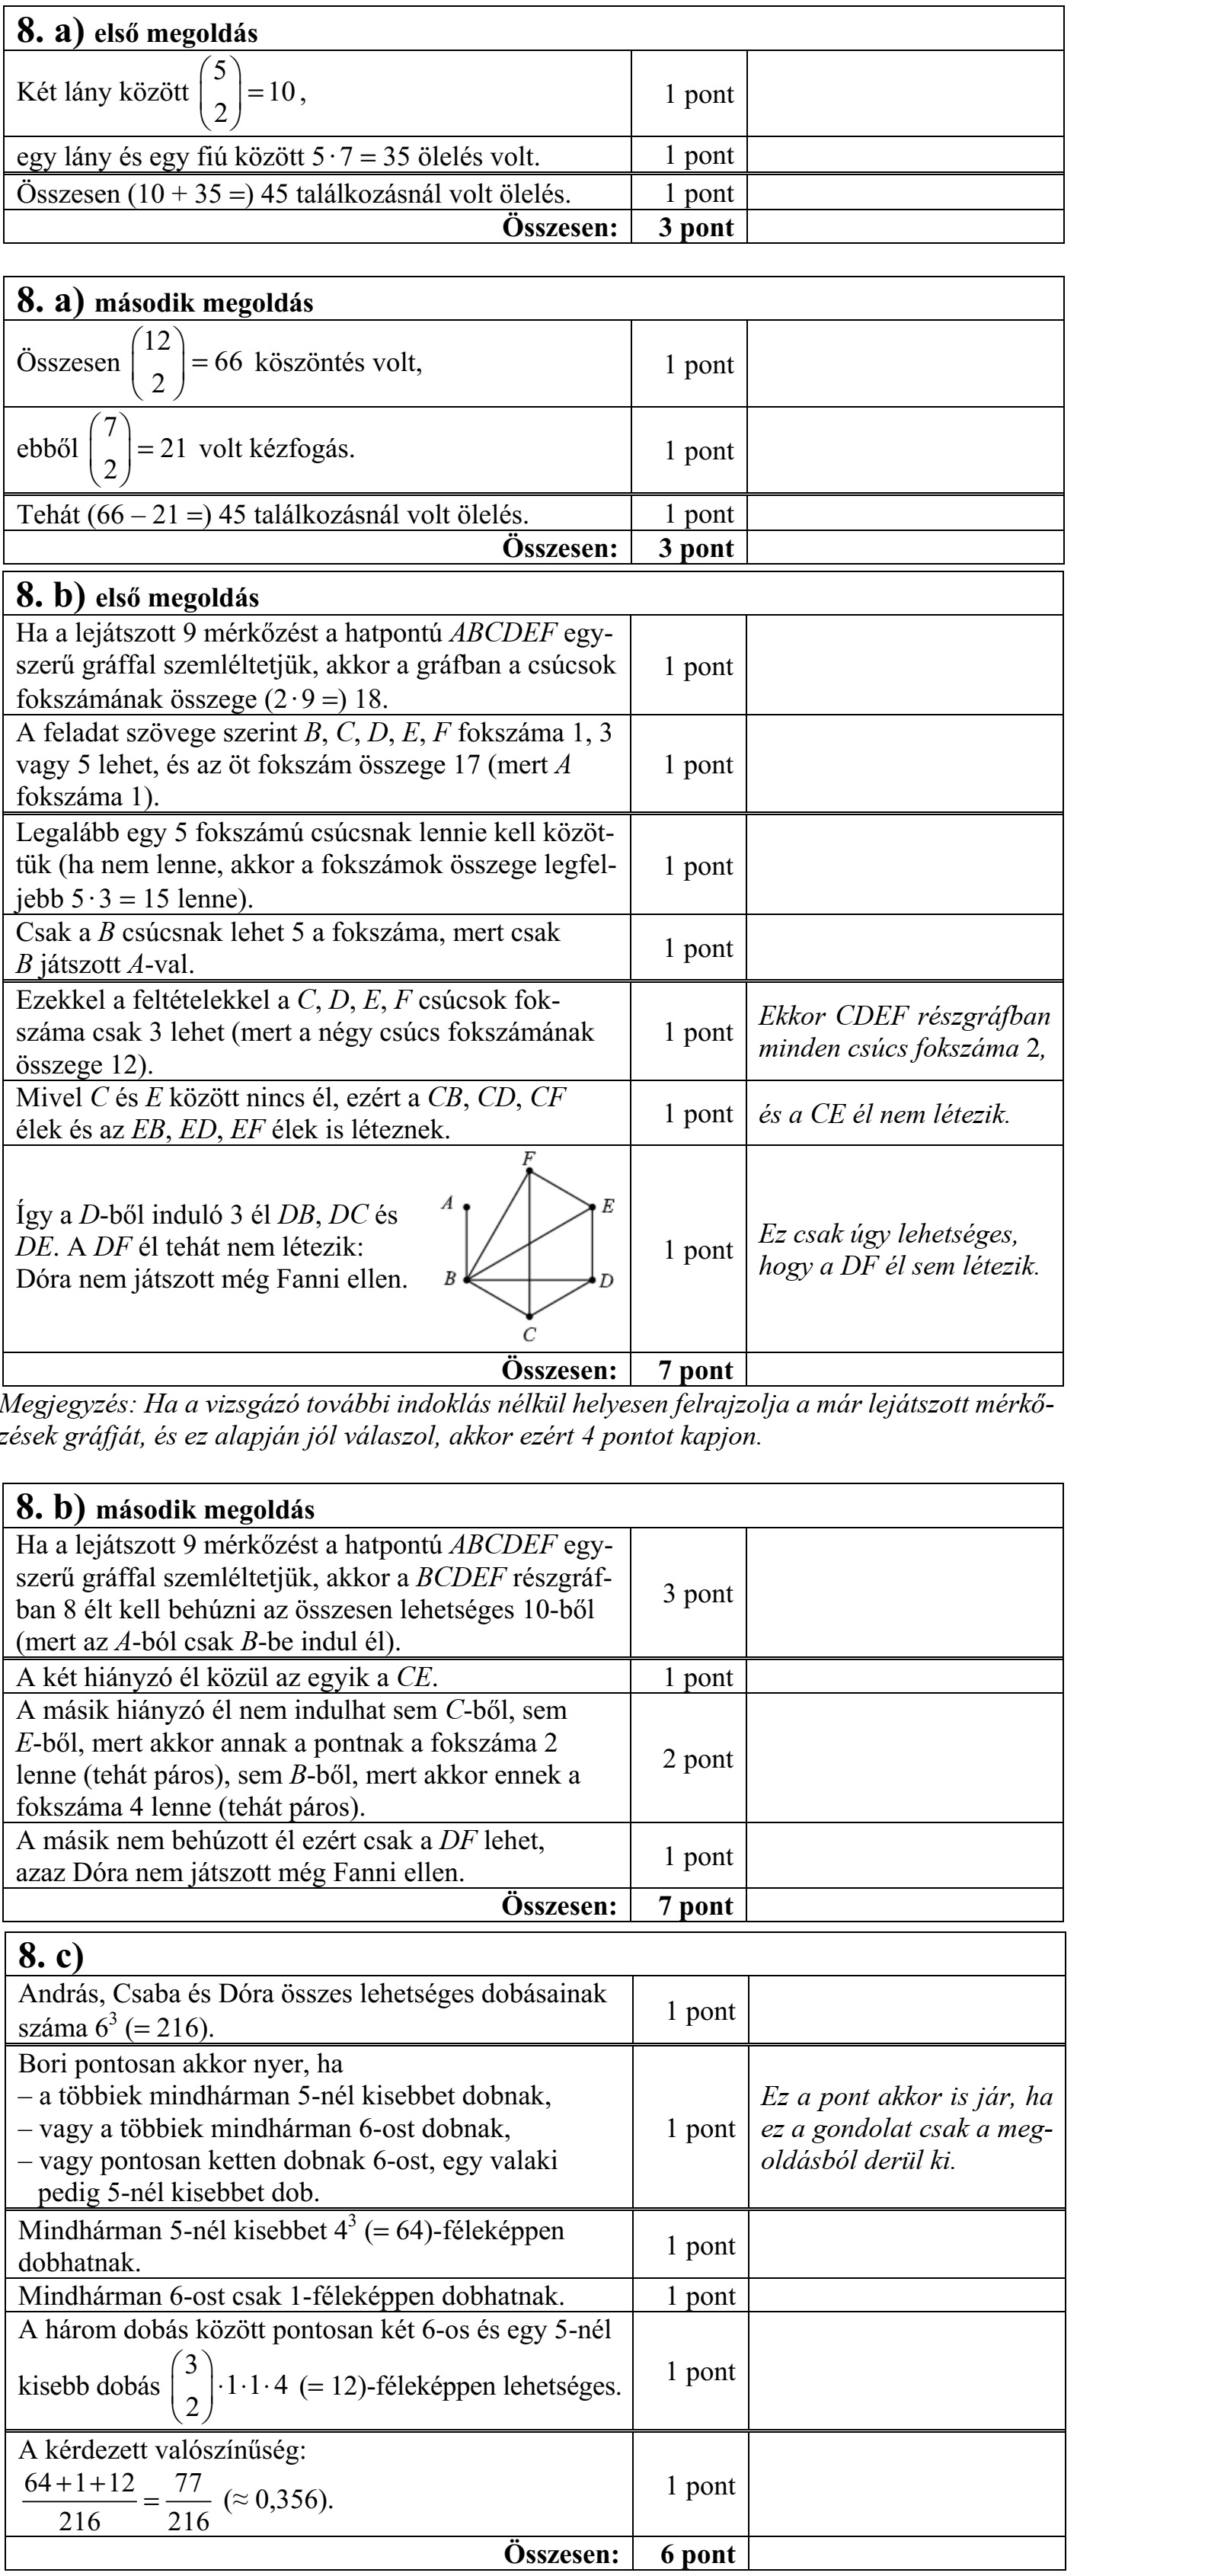 8. a) első megoldás
Két lány között (5 2) = 10,
1 pont
egy lány és egy fiú között 5·7 = 35 ölelés volt.
1 pont
Összesen (10 + 35 =) 45 találkozásnál volt ölelés.
1 pont
Összesen:
3 pont
8. a) második megoldás
Összesen (12 2) = 66 köszöntés volt,
1 pont
ebből (7 2) = 21 volt kézfogás.
1 pont
Tehát (66 – 21 =) 45 találkozásnál volt ölelés.
1 pont
Összesen:
3 pont
8. b) első megoldás
Ha a lejátszott 9 mérkőzést a hatpontú ABCDEF egy-
szerű gráffal szemléltetjük, akkor a gráfban a csúcsok
fokszámának összege (2·9 =) 18.
1 pont
A feladat szövege szerint B, C, D, E, F fokszáma 1, 3
vagy 5 lehet, és az öt fokszám összege 17 (mert A
fokszáma 1).
1 pont
Legalább egy 5 fokszámú csúcsnak lennie kell közöt-
tük (ha nem lenne, akkor a fokszámok összege legfel-
jebb 5·3 = 15 lenne).
1 pont
Csak a B csúcsnak lehet 5 a fokszáma, mert csak
B játszott A-val.
1 pont
Ezekkel a feltételekkel a C, D, E, F csúcsok fok-
száma csak 3 lehet (mert a négy csúcs fokszámának
összege 12).
1 pont
Ekkor CDEF részgráfban
minden csúcs fokszáma 2,
Mivel C és E között nincs él, ezért a CB, CD, CF
élek és az EB, ED, EF élek is léteznek.
1 pont
és a CE él nem létezik.
Így a D-ből induló 3 él DB, DC és
DE. A DF él tehát nem létezik:
Dóra nem játszott még Fanni ellen.
F
A
E
B
D
C
1 pont
Ez csak úgy lehetséges,
hogy a DF él sem létezik.
Összesen:
7 pont
Megjegyzés: Ha a vizsgázó további indoklás nélkül helyesen felrajzolja a már lejátszott mérkő-
zések gráfját, és ez alapján jól válaszol, akkor ezért 4 pontot kapjon.
8. b) második megoldás
Ha a lejátszott 9 mérkőzést a hatpontú ABCDEF egy-
szerű gráffal szemléltetjük, akkor a BCDEF részgráf-
ban 8 élt kell behúzni az összesen lehetséges 10-ből
(mert az A-ból csak B-be indul él).
3 pont
A két hiányzó él közül az egyik a CE.
1 pont
A másik hiányzó él nem indulhat sem C-ből, sem
E-ből, mert akkor annak a pontnak a fokszáma 2
lenne (tehát páros), sem B-ből, mert akkor ennek a
fokszáma 4 lenne (tehát páros).
2 pont
A másik nem behúzott él ezért csak a DF lehet,
azaz Dóra nem játszott még Fanni ellen.
1 pont
Összesen:
7 pont
8. c)
András, Csaba és Dóra összes lehetséges dobásainak
száma 6³ (= 216).
1 pont
Bori pontosan akkor nyer, ha
– a többiek mindhárman 5-nél kisebbet dobnak,
– vagy a többiek mindhárman 6-ost dobnak,
– vagy pontosan ketten dobnak 6-ost, egy valaki
pedig 5-nél kisebbet dob.
1 pont
Ez a pont akkor is jár, ha
ez a gondolat csak a meg-
oldásból derül ki.
Mindhárman 5-nél kisebbet 4³ (= 64)-féleképpen
dobhatnak.
1 pont
Mindhárman 6-ost csak 1-féleképpen dobhatnak.
1 pont
A három dobás között pontosan két 6-os és egy 5-nél
kisebb dobás (3 2)·1·1·4 (= 12)-féleképpen lehetséges.
1 pont
A kérdezett valószínűség:
64+1+12/216 = 77/216 (≈ 0,356).
1 pont
Összesen:
6 pont